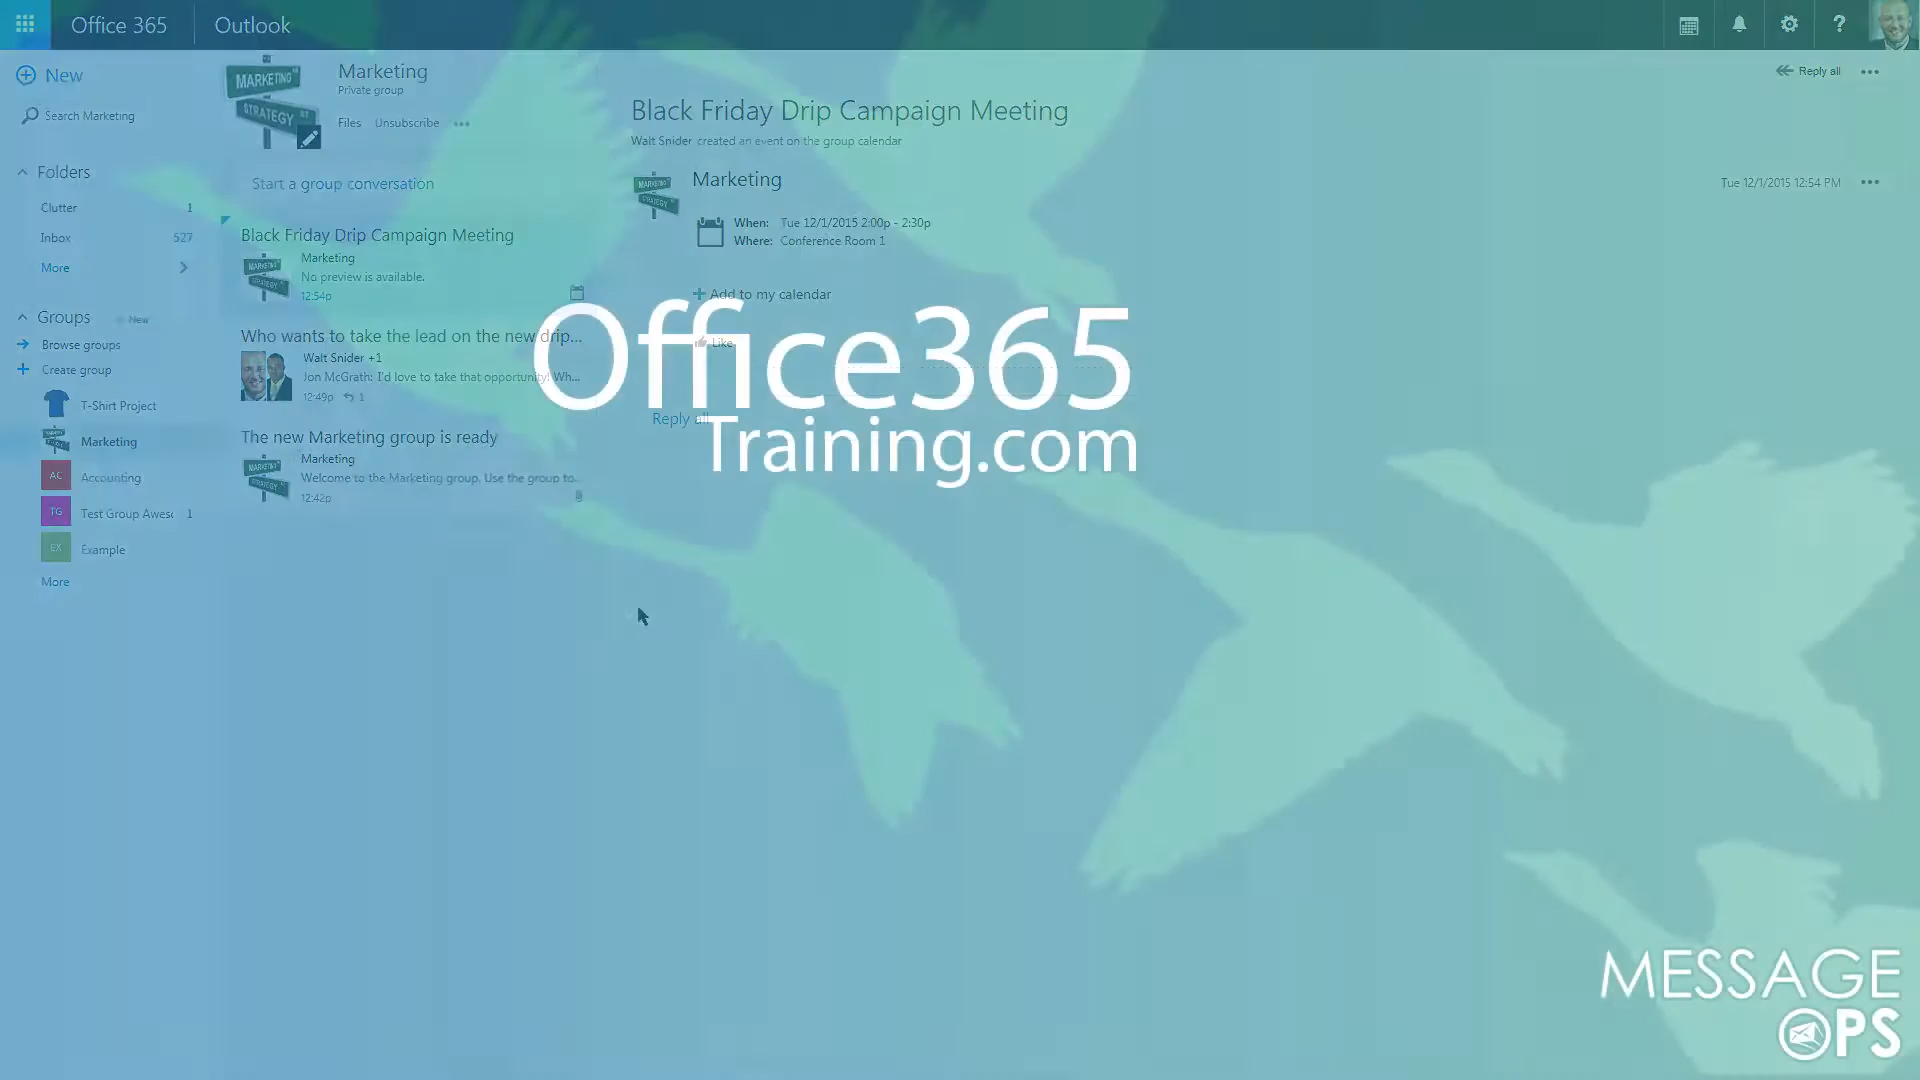 Office 365
Outlook
New
Search Marketing
Folders
Clutter 1
Inbox 527
More
Groups New
Browse groups
Create group
T-Shirt Project
Marketing
AC Accounting
TG Test Group Awes 1
EX Example
More
MARKETING
STRATEGY
Marketing
Private group
Files Unsubscribe
Start a group conversation
Black Friday Drip Campaign Meeting
Marketing
No preview is available.
12:54p
Who wants to take the lead on the new drip...
Walt Snider +1
Jon McGrath: I'd love to take that opportunity! Wh...
12:49p 1
The new Marketing group is ready
Marketing
Welcome to the Marketing group. Use the group to...
12:42p
Reply all
Black Friday Drip Campaign Meeting
Walt Snider created an event on the group calendar
Marketing
Tue 12/1/2015 12:54 PM
When: Tue 12/1/2015 2:00p - 2:30p
Where: Conference Room 1
Add to my calendar
Like
Reply all
Office365
Training.com
MESSAGE
OPS